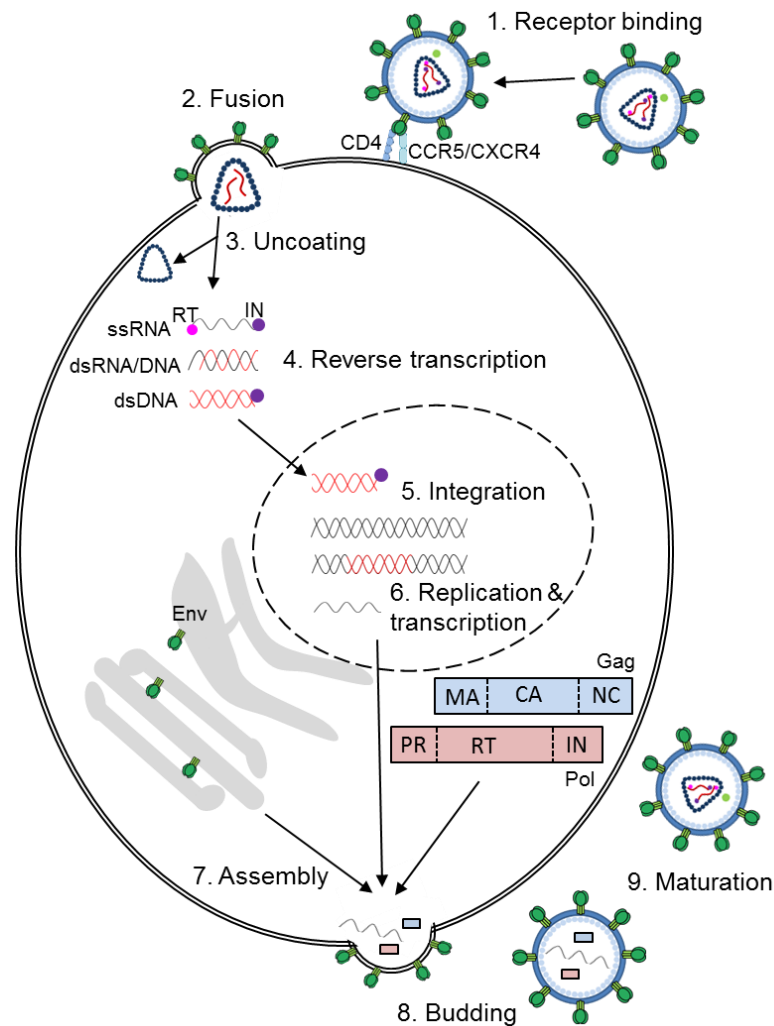 1. Receptor binding
2. Fusion
CD4
CCR5/CXCR4
3. Uncoating
RT
IN
ssRNA
dsRNA/DNA
4. Reverse transcription
dsDNA
5. Integration
6. Replication &
transcription
Env
Gag
MA
CA
NC
PR
RT
IN
Pol
7. Assembly
9. Maturation
8. Budding